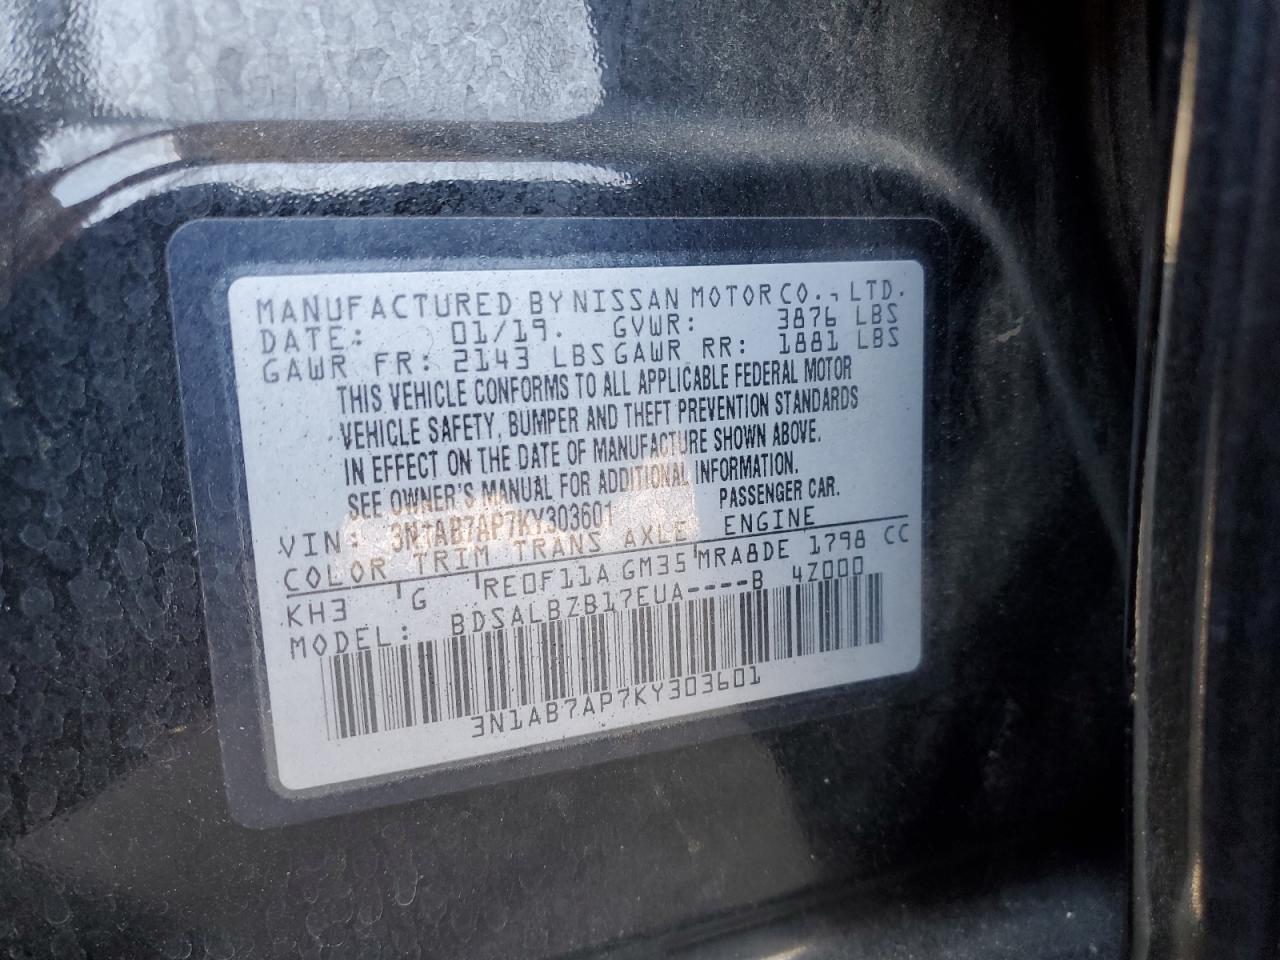 MANUFACTURED BY NISSAN MOTOR CO., LTD.
DATE: 01/19. GVWR: 3876 LBS
GAWR FR: 2143 LBS GAWR RR: 1881 LBS
THIS VEHICLE CONFORMS TO ALL APPLICABLE FEDERAL MOTOR
VEHICLE SAFETY, BUMPER AND THEFT PREVENTION STANDARDS
IN EFFECT ON THE DATE OF MANUFACTURE SHOWN ABOVE.
SEE OWNER'S MANUAL FOR ADDITIONAL INFORMATION.
VIN: 3N1AB7AP7KY303601 PASSENGER CAR.
COLOR TRIM TRANS AXLE ENGINE
KH3 G RE0F11A GM35 MRA8DE 1798 CC
MODEL: BDSALBZB17EUA----B 4Z000
3N1AB7AP7KY303601